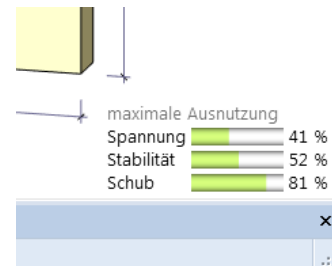 maximale Ausnutzung
Spannung 41 %
Stabilität 52 %
Schub 81 %